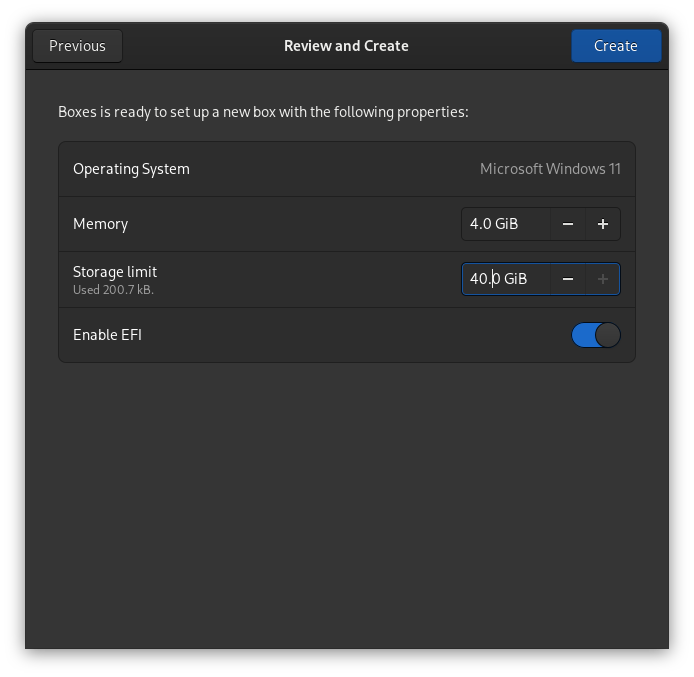 Previous
Review and Create
Create
Boxes is ready to set up a new box with the following properties:
Operating System
Microsoft Windows 11
Memory
4.0 GiB
Storage limit
Used 200.7 kB.
40.0 GiB
Enable EFI